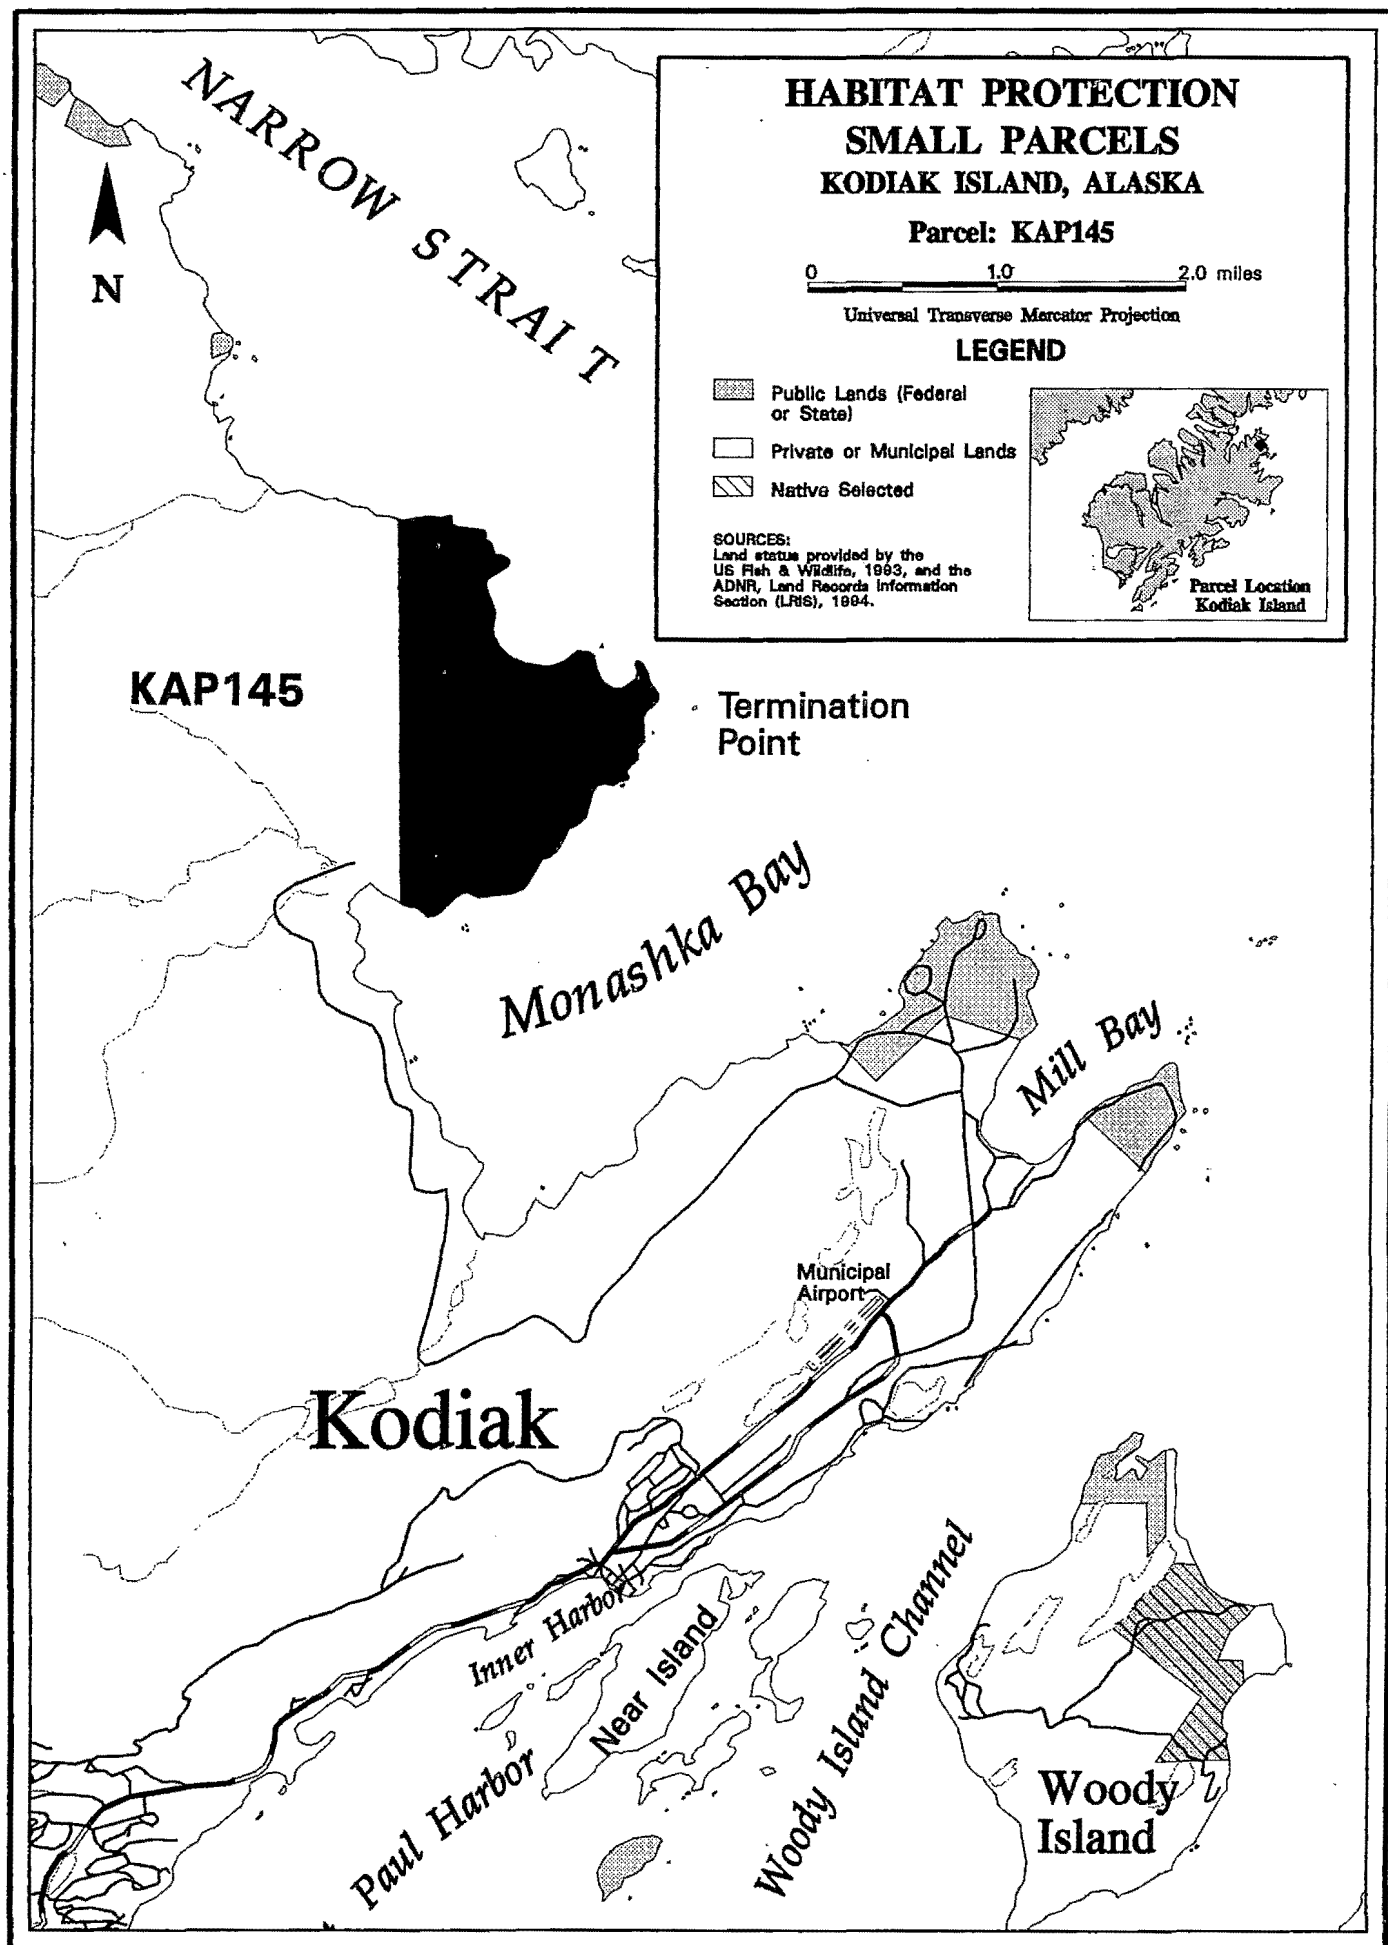 NARROW STRAIT
N
HABITAT PROTECTION
SMALL PARCELS
KODIAK ISLAND, ALASKA
Parcel: KAP145
0 1.0 2.0 miles
Universal Transverse Mercator Projection
LEGEND
Public Lands (Federal
or State)
Private or Municipal Lands
Native Selected
SOURCES:
Land status provided by the
US Fish & Wildlife, 1993, and the
ADNR, Land Records Information
Section (LRIS), 1994.
Parcel Location
Kodiak Island
KAP145
Termination
Point
Monashka Bay
Mill Bay
Municipal
Airport
Kodiak
Inner Harbor
Near Island
Woody Island Channel
Paul Harbor
Woody
Island